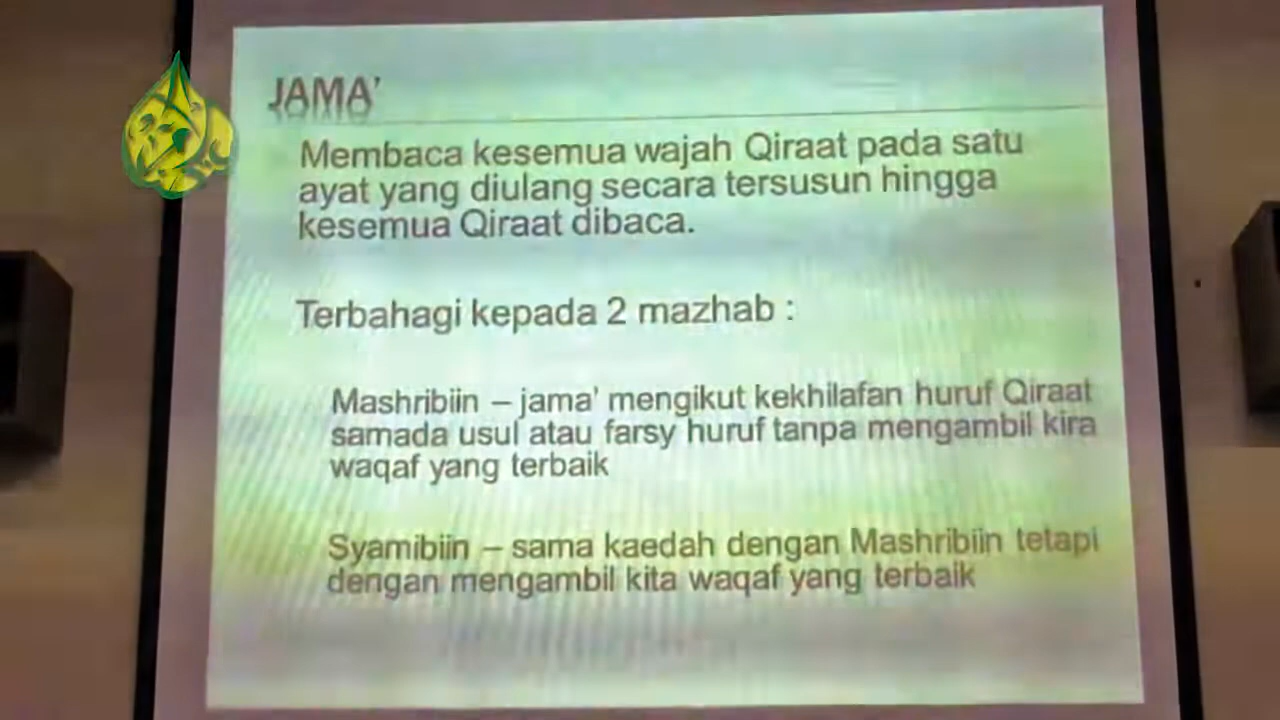 JAMA'
Membaca kesemua wajah Qiraat pada satu
ayat yang diulang secara tersusun hingga
kesemua Qiraat dibaca.
Terbahagi kepada 2 mazhab :
Mashribiin – jama' mengikut kekhilafan huruf Qiraat
samada usul atau farsy huruf tanpa mengambil kira
waqaf yang terbaik
Syamibiin – sama kaedah dengan Mashribiin tetapi
dengan mengambil kita waqaf yang terbaik